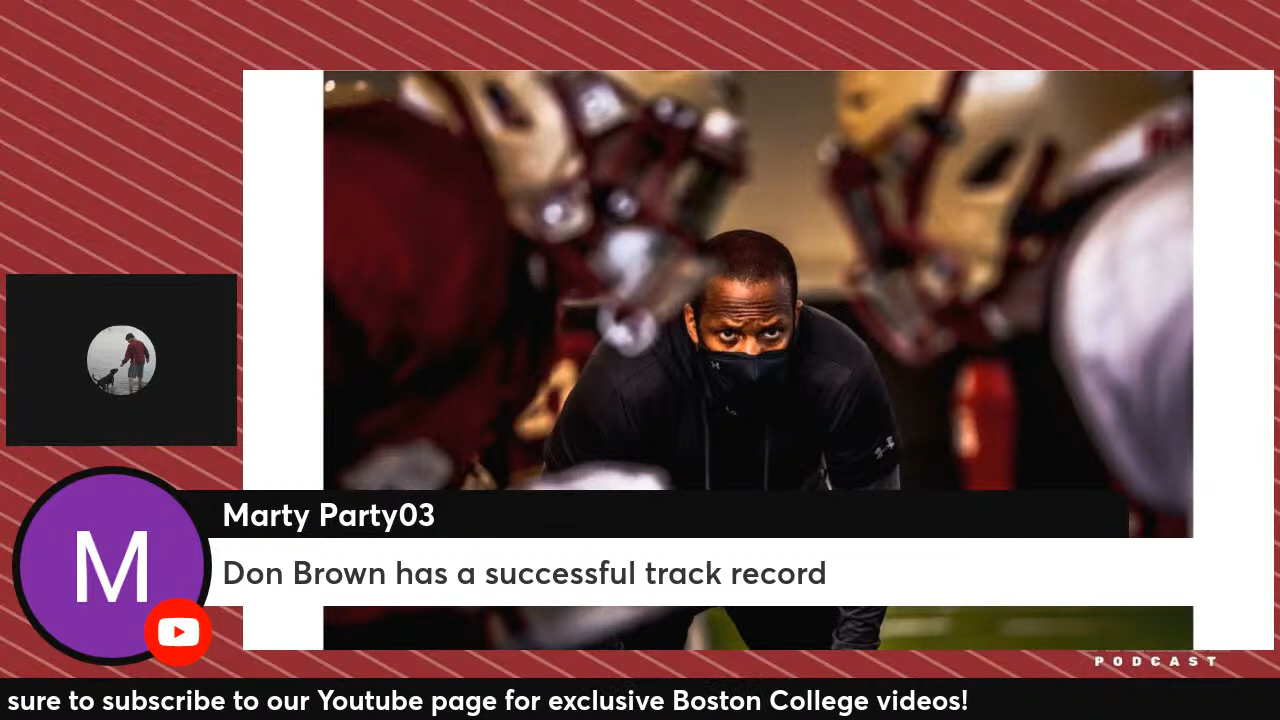 Marty Party03
M
Don Brown has a successful track record
PODCAST
sure to subscribe to our Youtube page for exclusive Boston College videos!